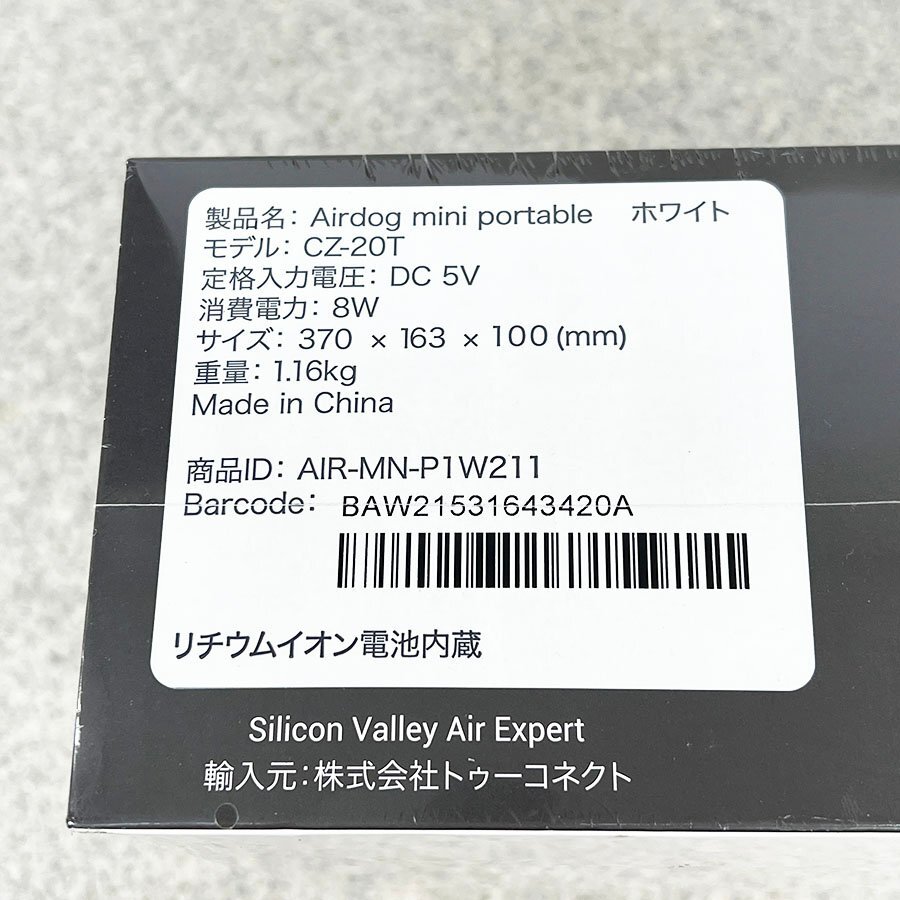 製品名: Airdog mini portable ホワイト
モデル: CZ-20T
定格入力電圧: DC 5V
消費電力: 8W
サイズ: 370 × 163 × 100 (mm)
重量: 1.16kg
Made in China
商品ID: AIR-MN-P1W211
Barcode: BAW21531643420A
リチウムイオン電池内蔵
Silicon Valley Air Expert
輸入元:株式会社トゥーコネクト